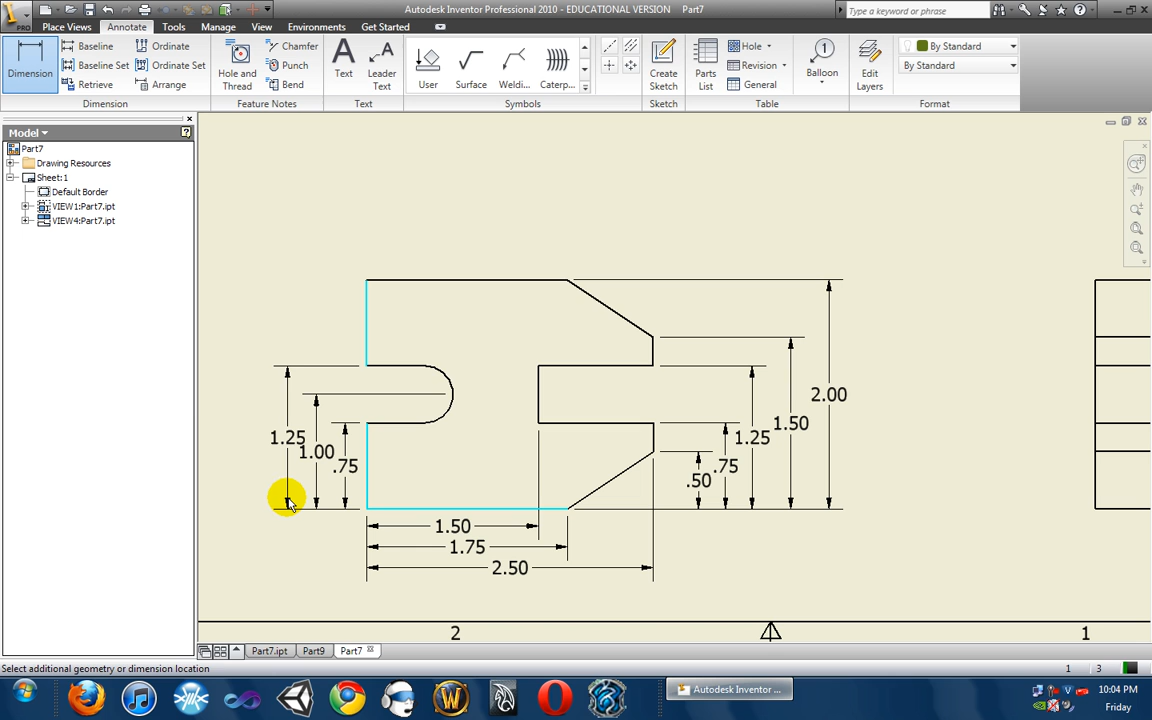 PRO
Autodesk Inventor Professional 2010 - EDUCATIONAL VERSION Part7
Type a keyword or phrase
Place Views Annotate Tools Manage View Environments Get Started
Dimension
Baseline
Baseline Set
Retrieve
Ordinate
Ordinate Set
Arrange
Dimension
Hole and
Thread
Chamfer
Punch
Bend
Feature Notes
Text
Leader
Text
Text
User
Surface
Weldi...
Caterp...
Symbols
Create
Sketch
Sketch
Parts
List
Hole
Revision
General
Table
Balloon
Edit
Layers
By Standard
By Standard
Format
Model
Part7
Drawing Resources
Sheet:1
Default Border
VIEW1:Part7.ipt
VIEW4:Part7.ipt
2.00
1.50
1.25
.75
.50
1.25
1.00
.75
1.50
1.75
2.50
2
1
Part7.ipt Part9 Part7
Select additional geometry or dimension location
1 3
Autodesk Inventor ...
10:04 PM
Friday